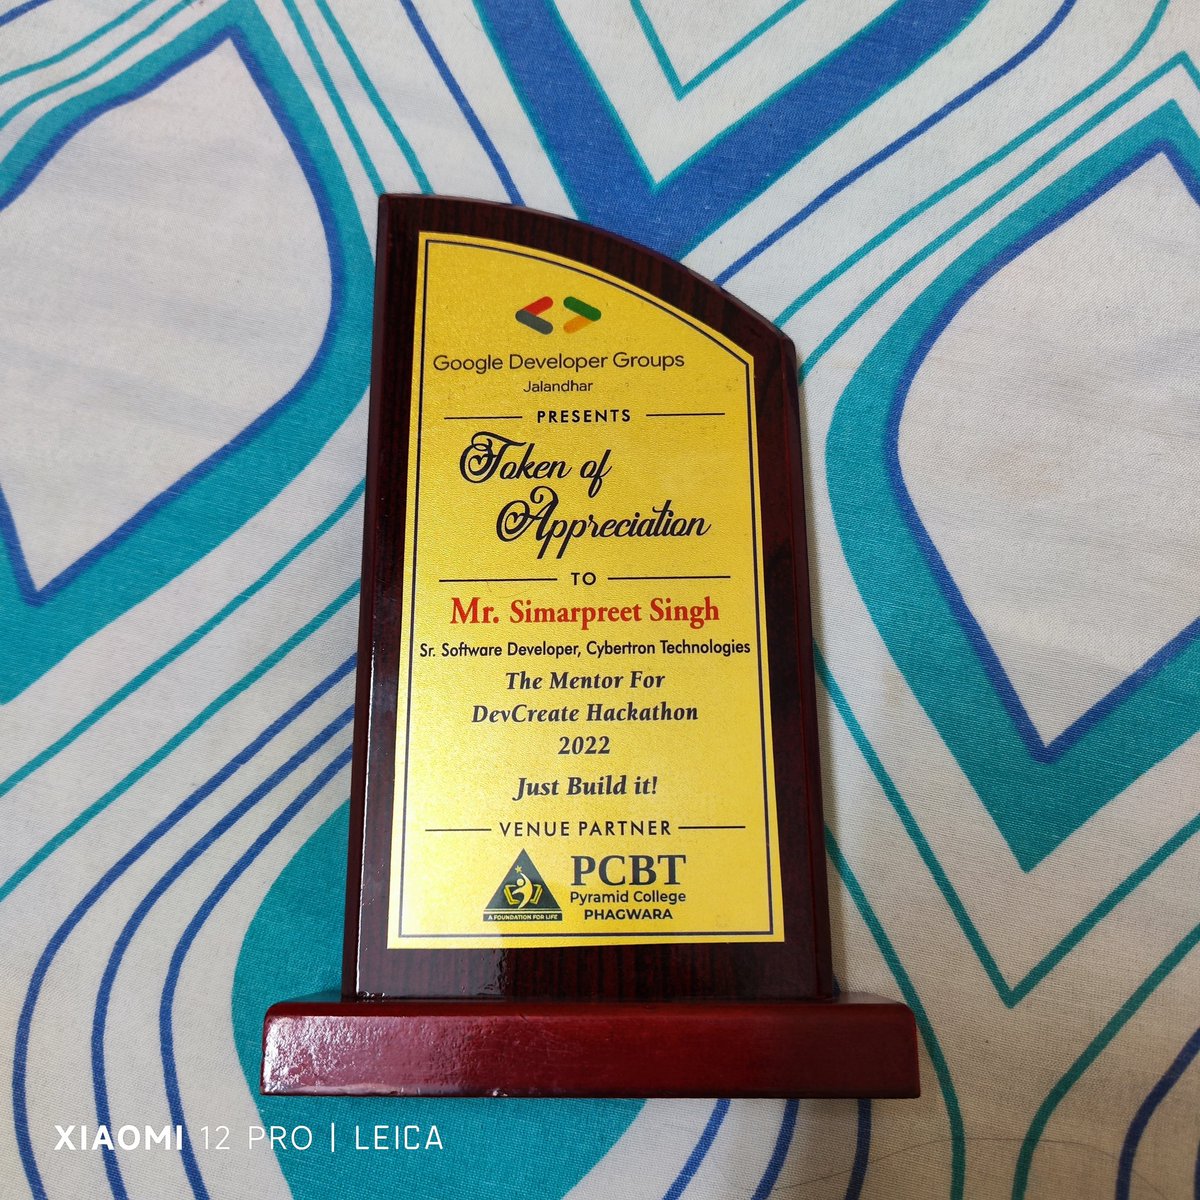 Google Developer Groups
Jalandhar
PRESENTS
Token of
Appreciation
TO
Mr. Simarpreet Singh
Sr. Software Developer, Cybertron Technologies
The Mentor For
DevCreate Hackathon
2022
Just Build it!
VENUE PARTNER
PCBT
Pyramid College
PHAGWARA
A FOUNDATION FOR LIFE
XIAOMI 12 PRO | LEICA